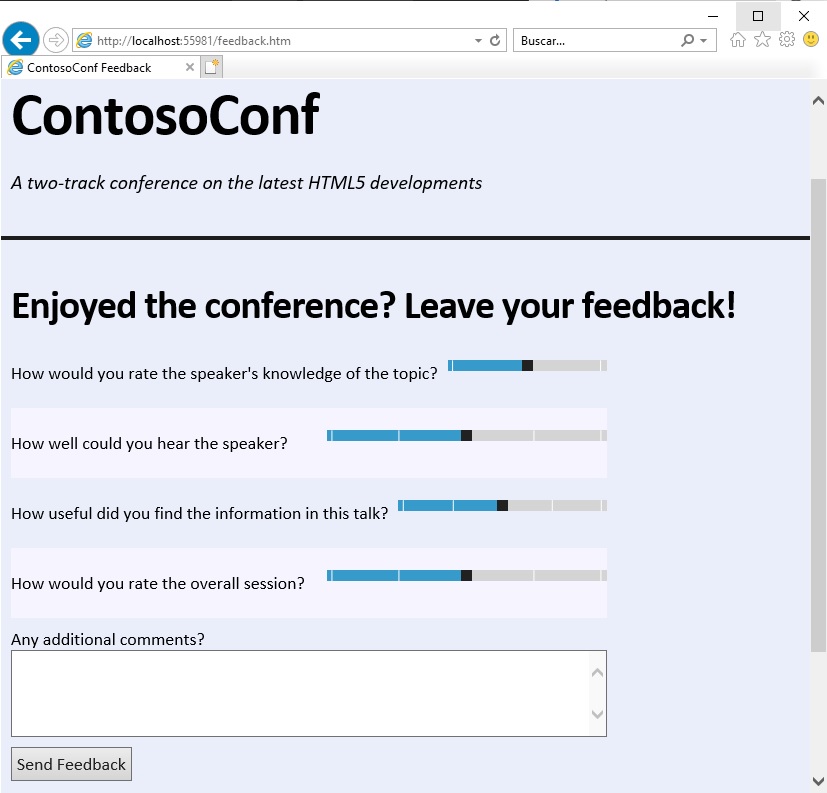 http://localhost:55981/feedback.htm
Buscar...
ContosoConf Feedback
ContosoConf
A two-track conference on the latest HTML5 developments
Enjoyed the conference? Leave your feedback!
How would you rate the speaker's knowledge of the topic?
How well could you hear the speaker?
How useful did you find the information in this talk?
How would you rate the overall session?
Any additional comments?
Send Feedback